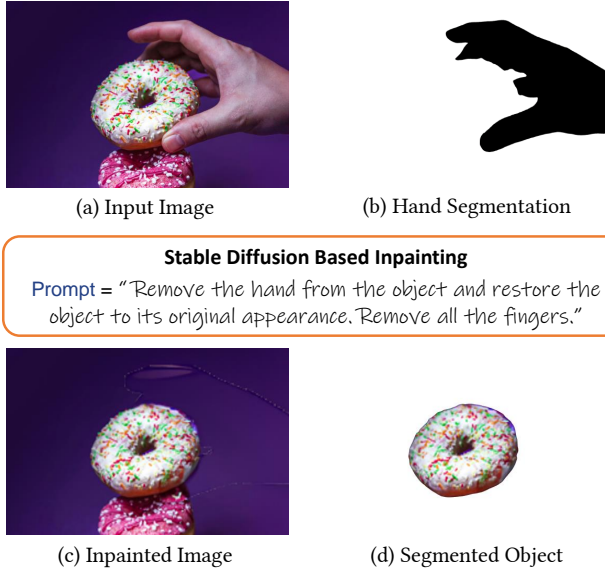 (a) Input Image
(b) Hand Segmentation
Stable Diffusion Based Inpainting
Prompt = “Remove the hand from the object and restore the
object to its original appearance. Remove all the fingers.”
(c) Inpainted Image
(d) Segmented Object